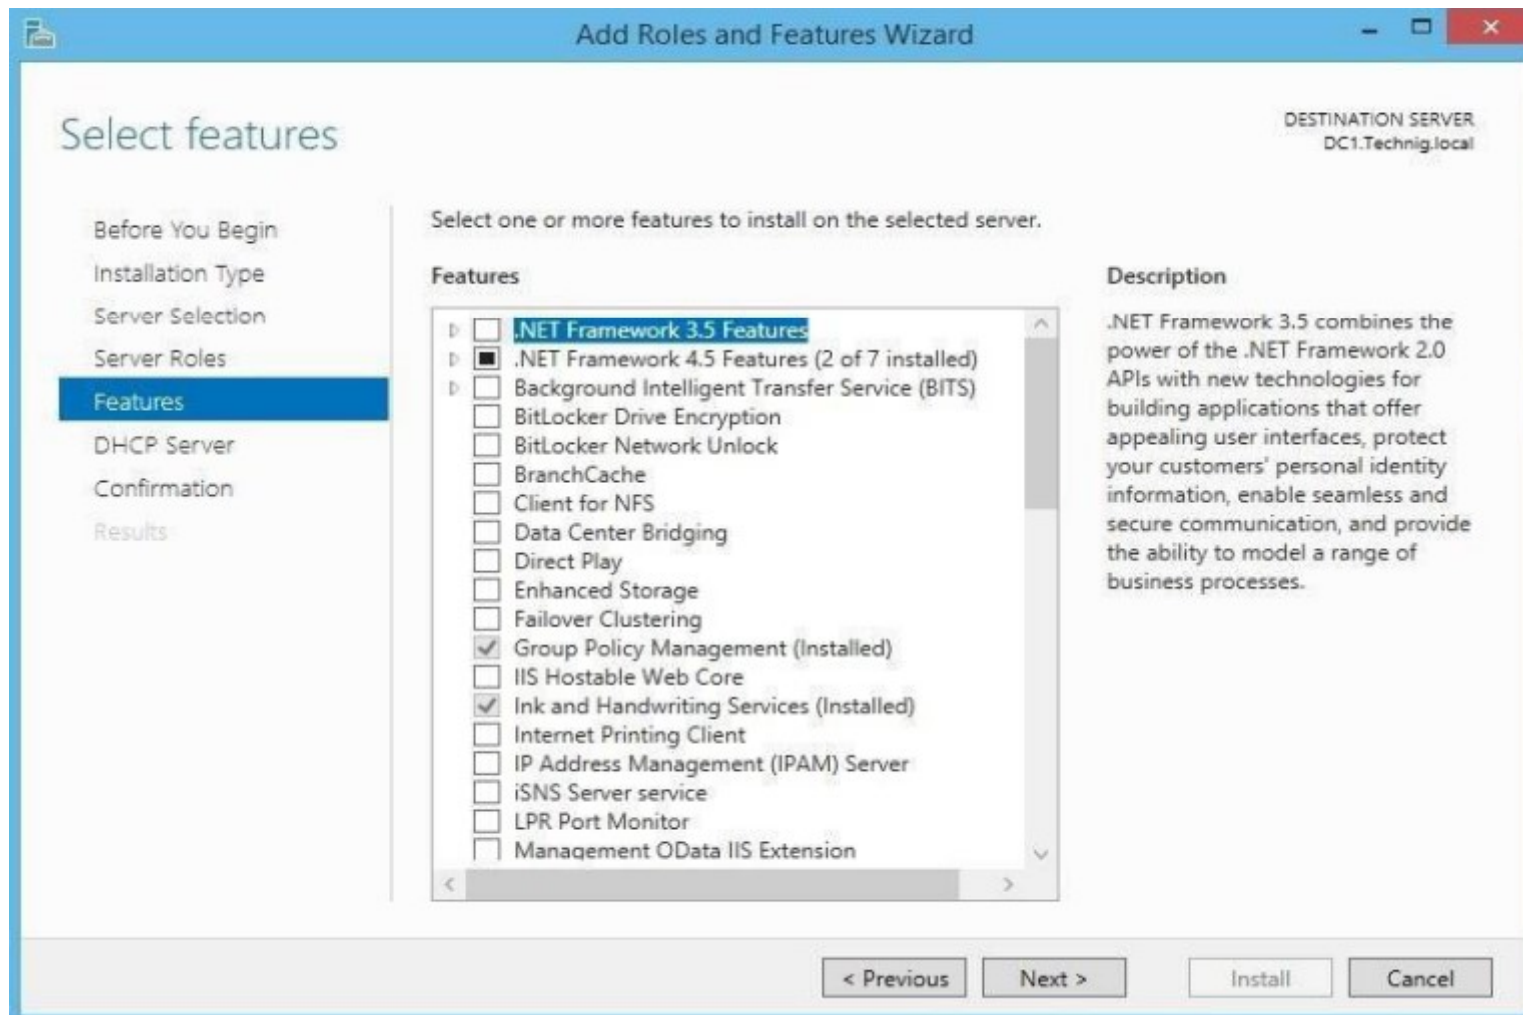 Add Roles and Features Wizard
Select features
DESTINATION SERVER
DC1.Technig.local
Before You Begin
Installation Type
Server Selection
Server Roles
Features
DHCP Server
Confirmation
Results
Select one or more features to install on the selected server.
Features
.NET Framework 3.5 Features
.NET Framework 4.5 Features (2 of 7 installed)
Background Intelligent Transfer Service (BITS)
BitLocker Drive Encryption
BitLocker Network Unlock
BranchCache
Client for NFS
Data Center Bridging
Direct Play
Enhanced Storage
Failover Clustering
Group Policy Management (Installed)
IIS Hostable Web Core
Ink and Handwriting Services (Installed)
Internet Printing Client
IP Address Management (IPAM) Server
iSNS Server service
LPR Port Monitor
Management OData IIS Extension
Description
.NET Framework 3.5 combines the
power of the .NET Framework 2.0
APIs with new technologies for
building applications that offer
appealing user interfaces, protect
your customers' personal identity
information, enable seamless and
secure communication, and provide
the ability to model a range of
business processes.
< Previous
Next >
Install
Cancel